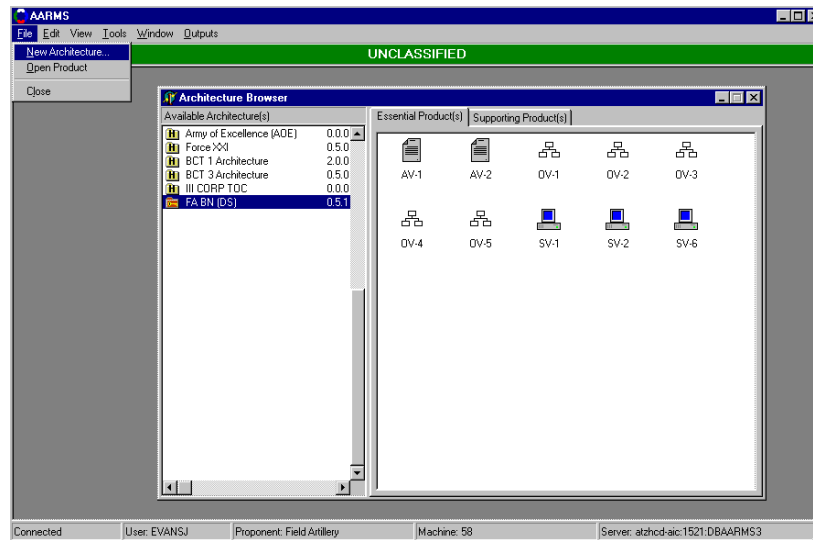 AARMS
File Edit View Tools Window Outputs
New Architecture...
Open Product
Close
UNCLASSIFIED
Architecture Browser
Available Architecture(s)
Essential Product(s) Supporting Product(s)
Army of Excellence (AOE) 0.0.0
Force XXI 0.5.0
BCT 1 Architecture 2.0.0
BCT 3 Architecture 0.5.0
III CORP TOC 0.0.0
FA BN (DS) 0.5.1
AV-1 AV-2 OV-1 OV-2 OV-3
OV-4 OV-5 SV-1 SV-2 SV-6
Connected User: EVANSJ Proponent: Field Artillery Machine: 58 Server: atzhcd-aic:1521:DBAARMS3